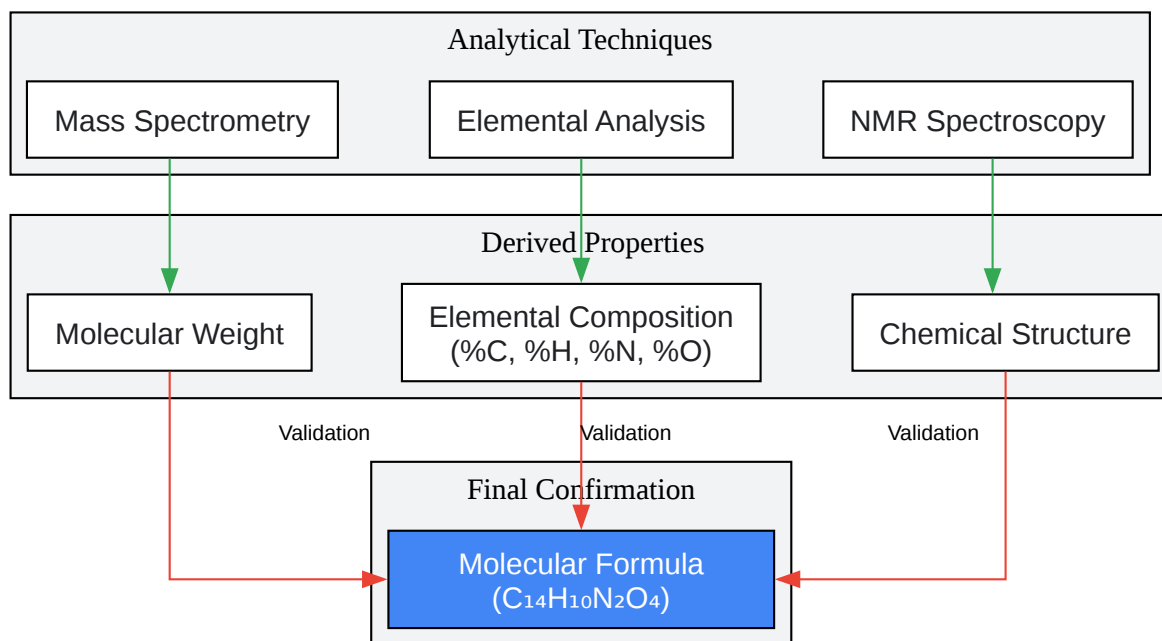 Analytical Techniques
Mass Spectrometry
Elemental Analysis
NMR Spectroscopy
Derived Properties
Molecular Weight
Elemental Composition
(%C, %H, %N, %O)
Chemical Structure
Validation
Validation
Validation
Final Confirmation
Molecular Formula
(C₁₄H₁₀N₂O₄)